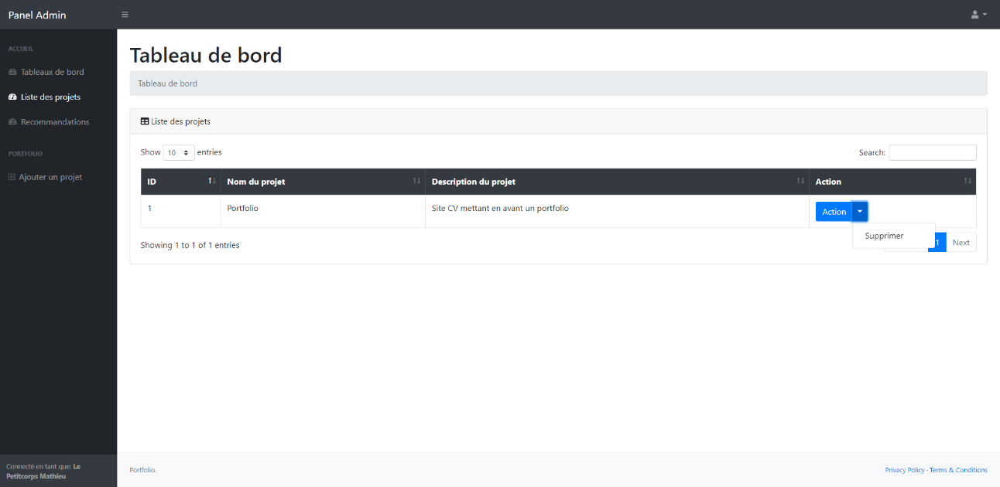 Panel Admin
ACCUEIL
Tableaux de bord
Liste des projets
Recommandations
PORTFOLIO
Ajouter un projet
Connecté en tant que: Le
Petitcorps Mathieu
Tableau de bord
Tableau de bord
Liste des projets
Show 10 entries
Search:
ID Nom du projet Description du projet Action
1 Portfolio Site CV mettant en avant un portfolio Action
Supprimer
Showing 1 to 1 of 1 entries
1 Next
Portfolio.
Privacy Policy · Terms & Conditions